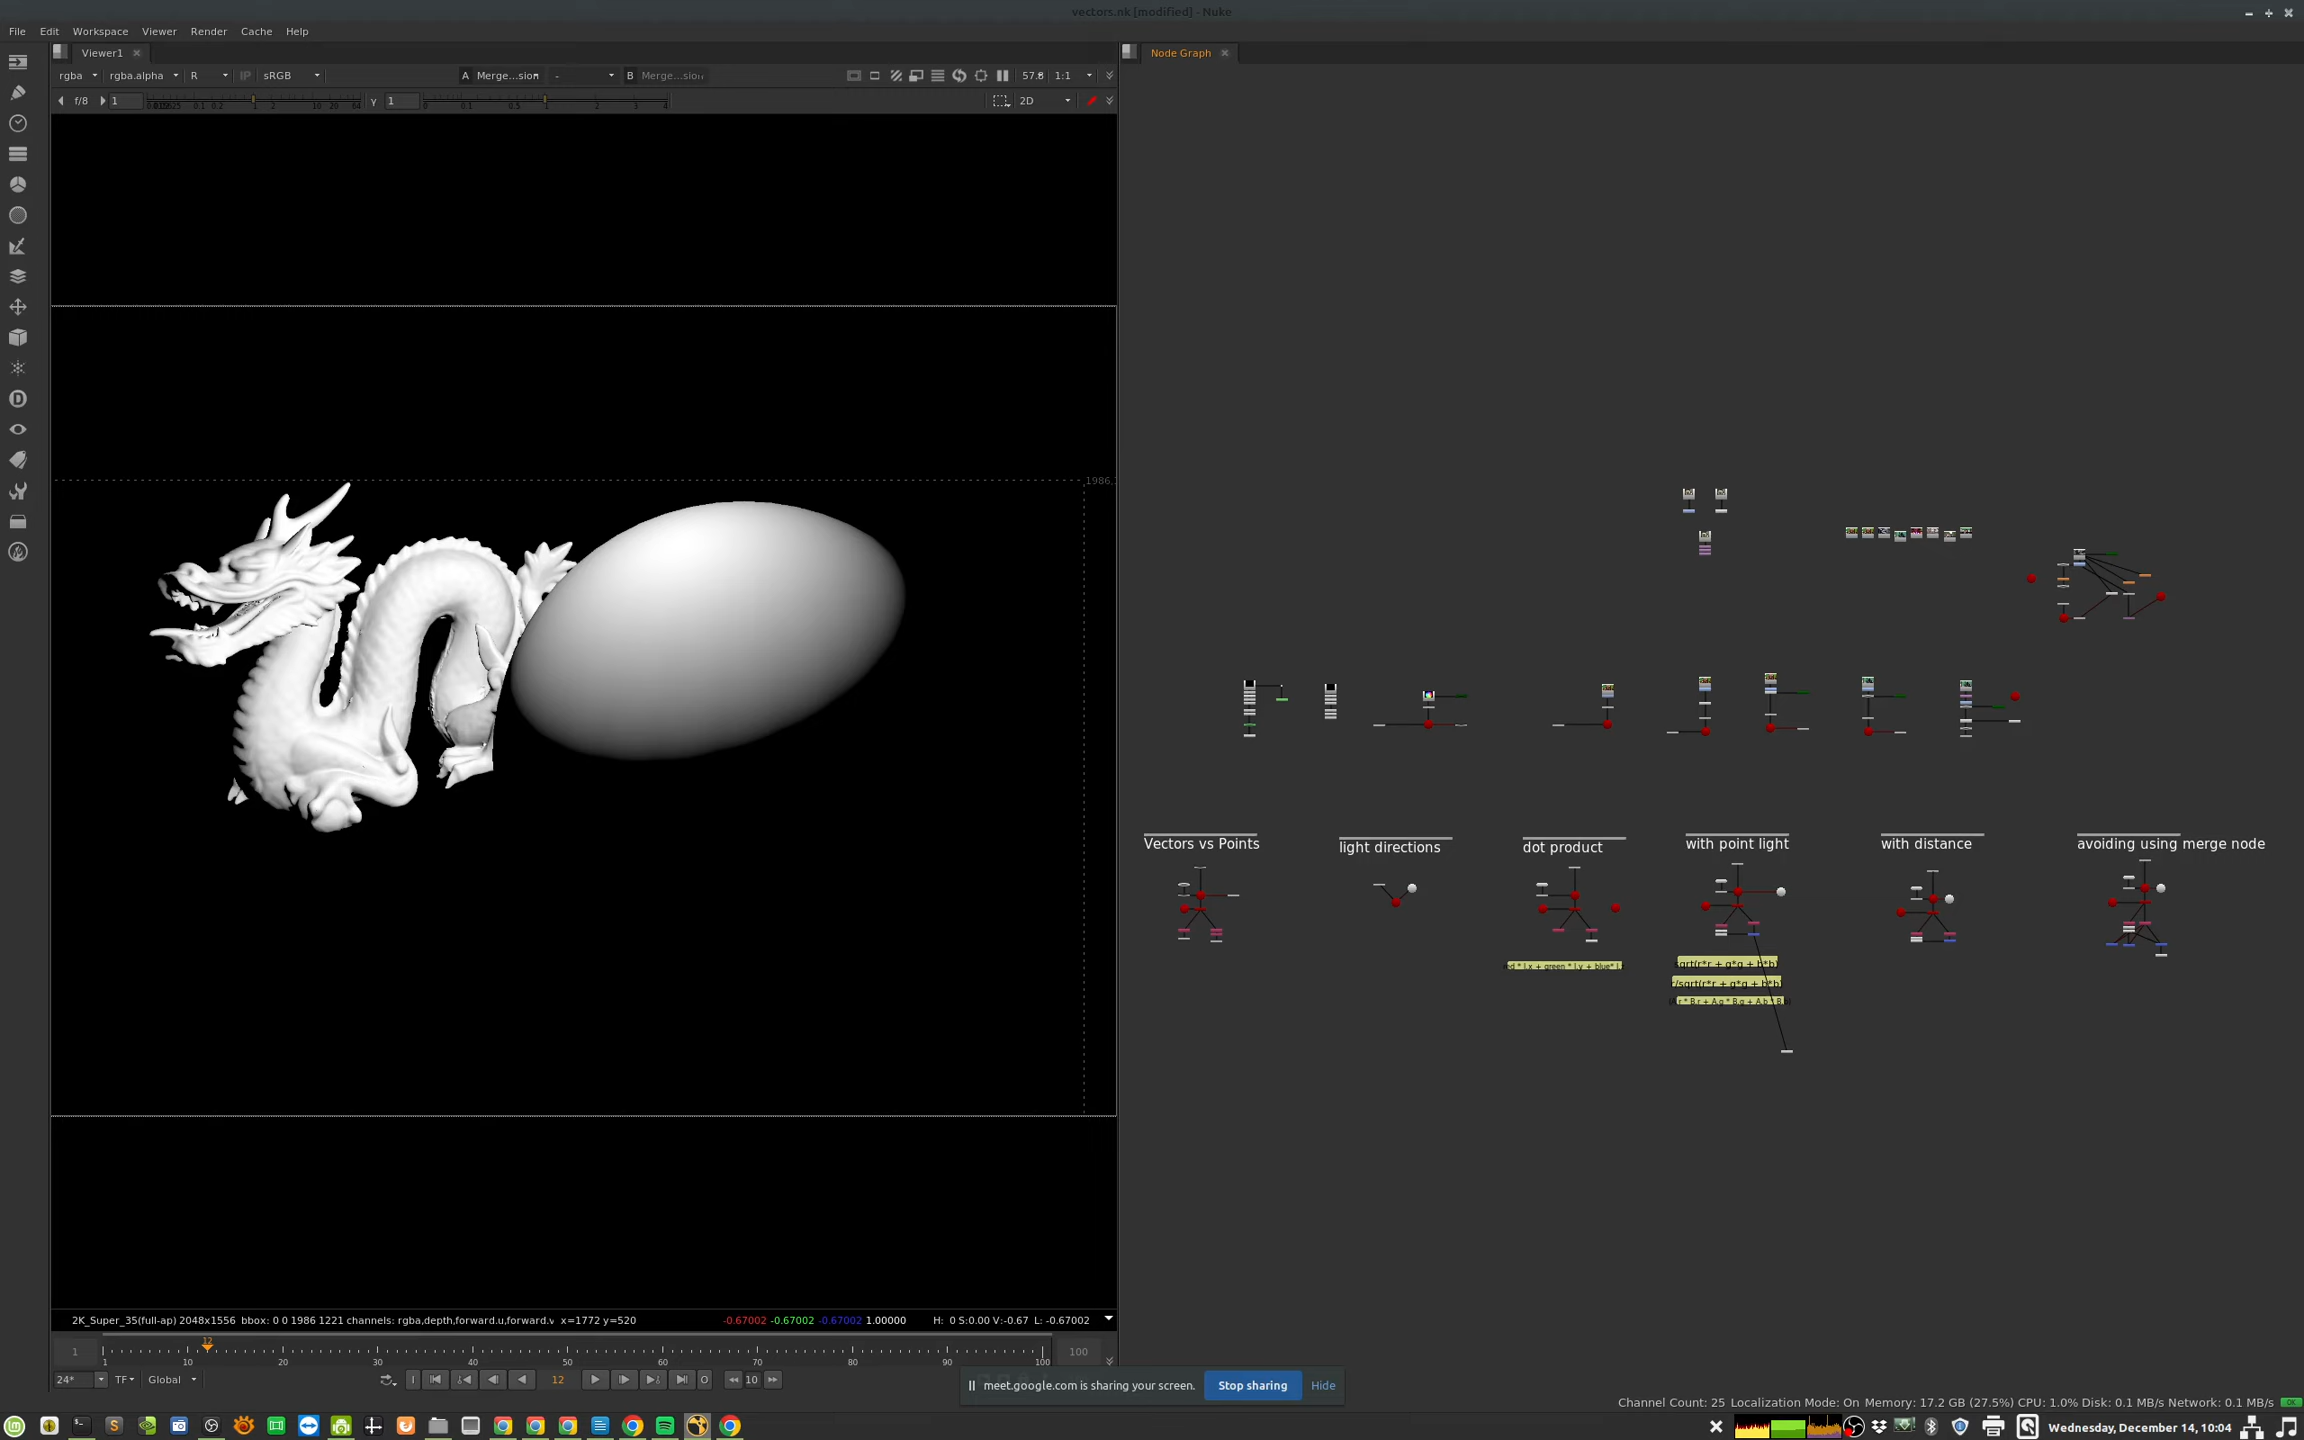 vectors.nk [modified] - Nuke
File Edit Workspace Viewer Render Cache Help
Viewer1
Node Graph
rgba rgba.alpha R IP sRGB A Merge...sion - B Merge...sion 57.8 1:1
f/8 1 γ 1 2D
1986,
Vectors vs Points
light directions
dot product
with point light
with distance
avoiding using merge node
* l.x + green * l.y + blue* l.
sqrt(r*r + g*g + b*b)
r/sqrt(r*r + g*g + b*b)
r * B.r + A.g * B.g + A.b * B.
2K_Super_35(full-ap) 2048x1556 bbox: 0 0 1986 1221 channels: rgba,depth,forward.u,forward.v x=1772 y=520 -0.67002 -0.67002 -0.67002 1.00000 H: 0 S:0.00 V:-0.67 L: -0.67002
12
1 100
1 10 20 30 40 50 60 70 80 90 100
24* TF Global I 12 O 10
meet.google.com is sharing your screen. Stop sharing Hide
Channel Count: 25 Localization Mode: On Memory: 17.2 GB (27.5%) CPU: 1.0% Disk: 0.1 MB/s Network: 0.1 MB/s
Wednesday, December 14, 10:04